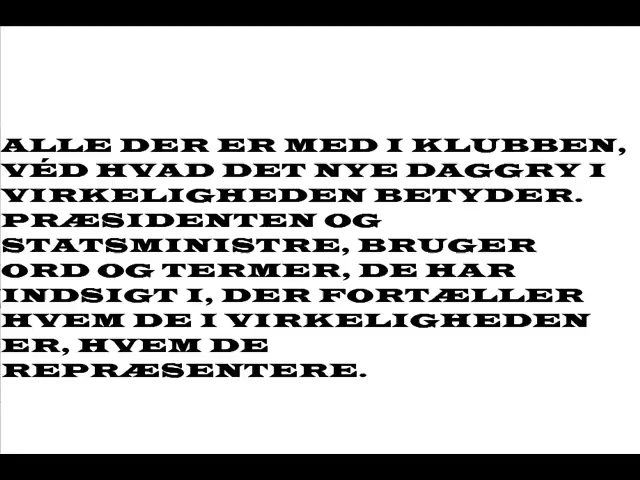 ALLE DER ER MED I KLUBBEN,
VÉD HVAD DET NYE DAGGRY I
VIRKELIGHEDEN BETYDER.
PRÆSIDENTEN OG
STATSMINISTRE, BRUGER
ORD OG TERMER, DE HAR
INDSIGT I, DER FORTÆLLER
HVEM DE I VIRKELIGHEDEN
ER, HVEM DE
REPRÆSENTERE.